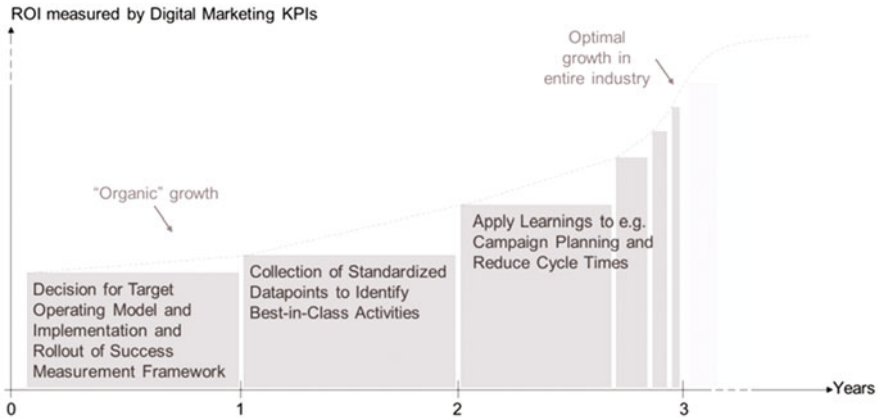 ROI measured by Digital Marketing KPIs
Optimal
growth in
entire industry
“Organic” growth
Apply Learnings to e.g.
Campaign Planning and
Reduce Cycle Times
Collection of Standardized
Datapoints to Identify
Best-in-Class Activities
Decision for Target
Operating Model and
Implementation and
Rollout of Success
Measurement Framework
Years
0
1
2
3